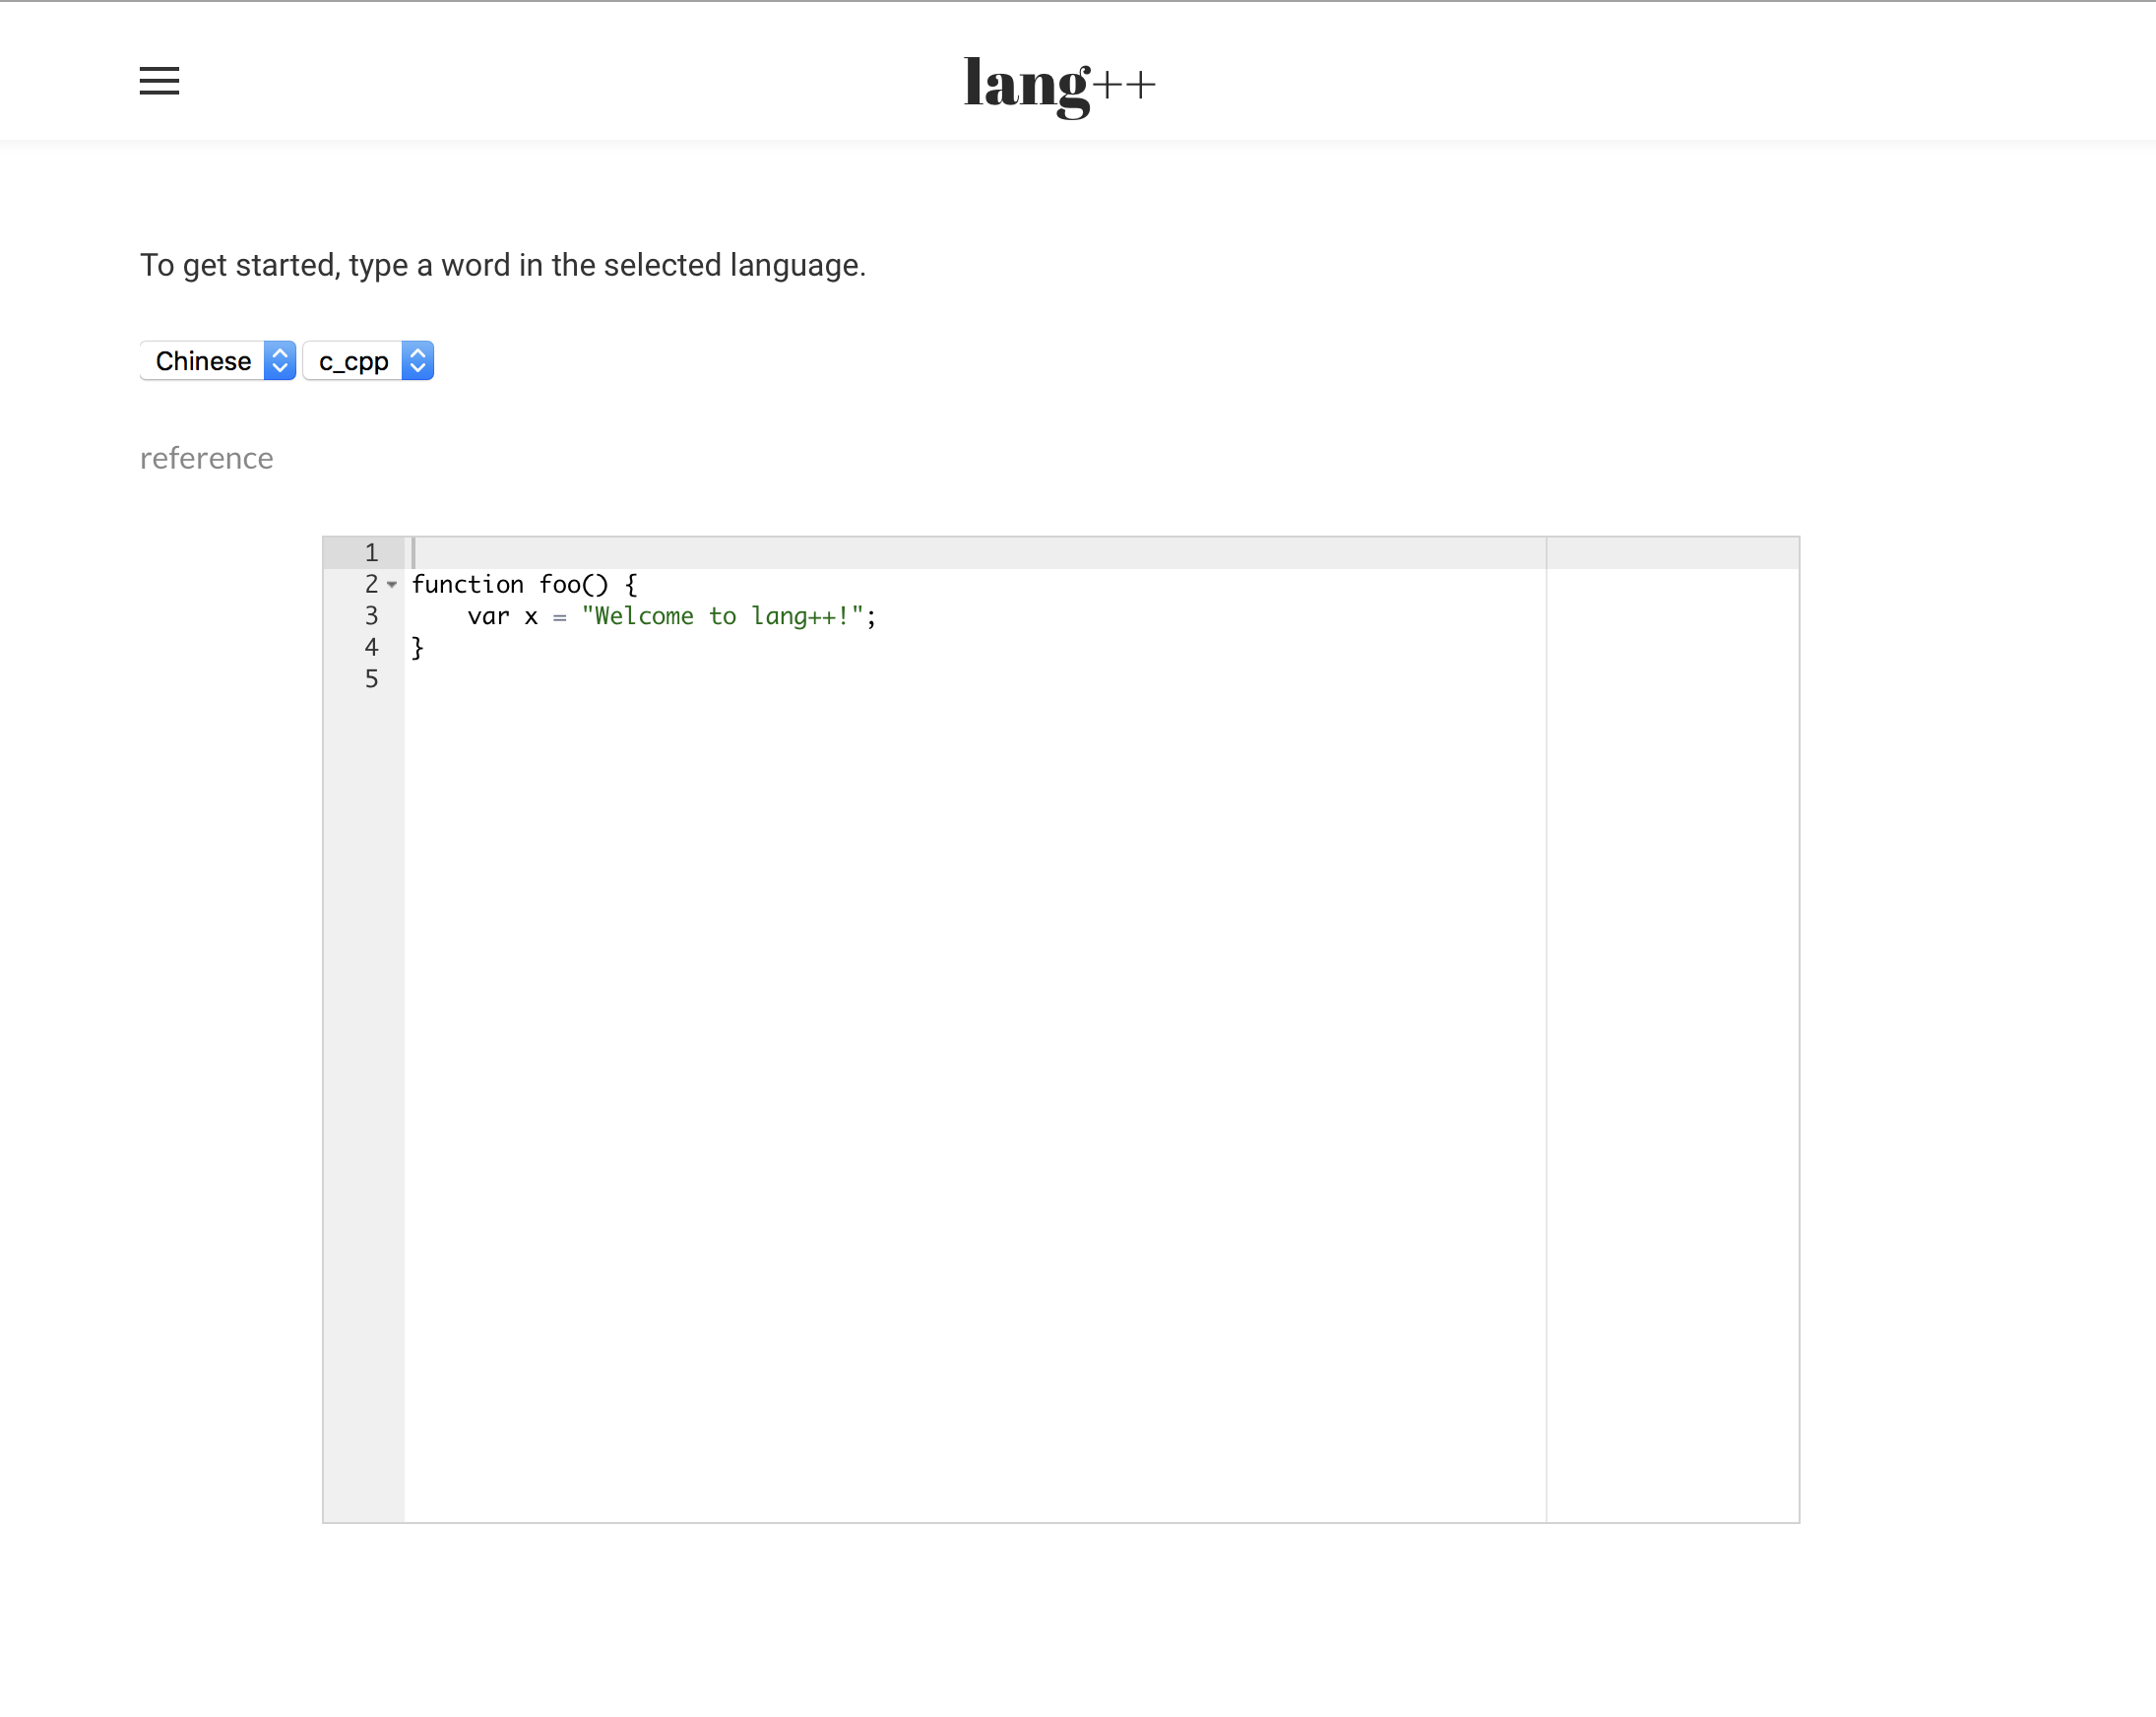 lang++
To get started, type a word in the selected language.
Chinese c_cpp
reference
1
2 function foo() {
3 var x = "Welcome to lang++!";
4 }
5